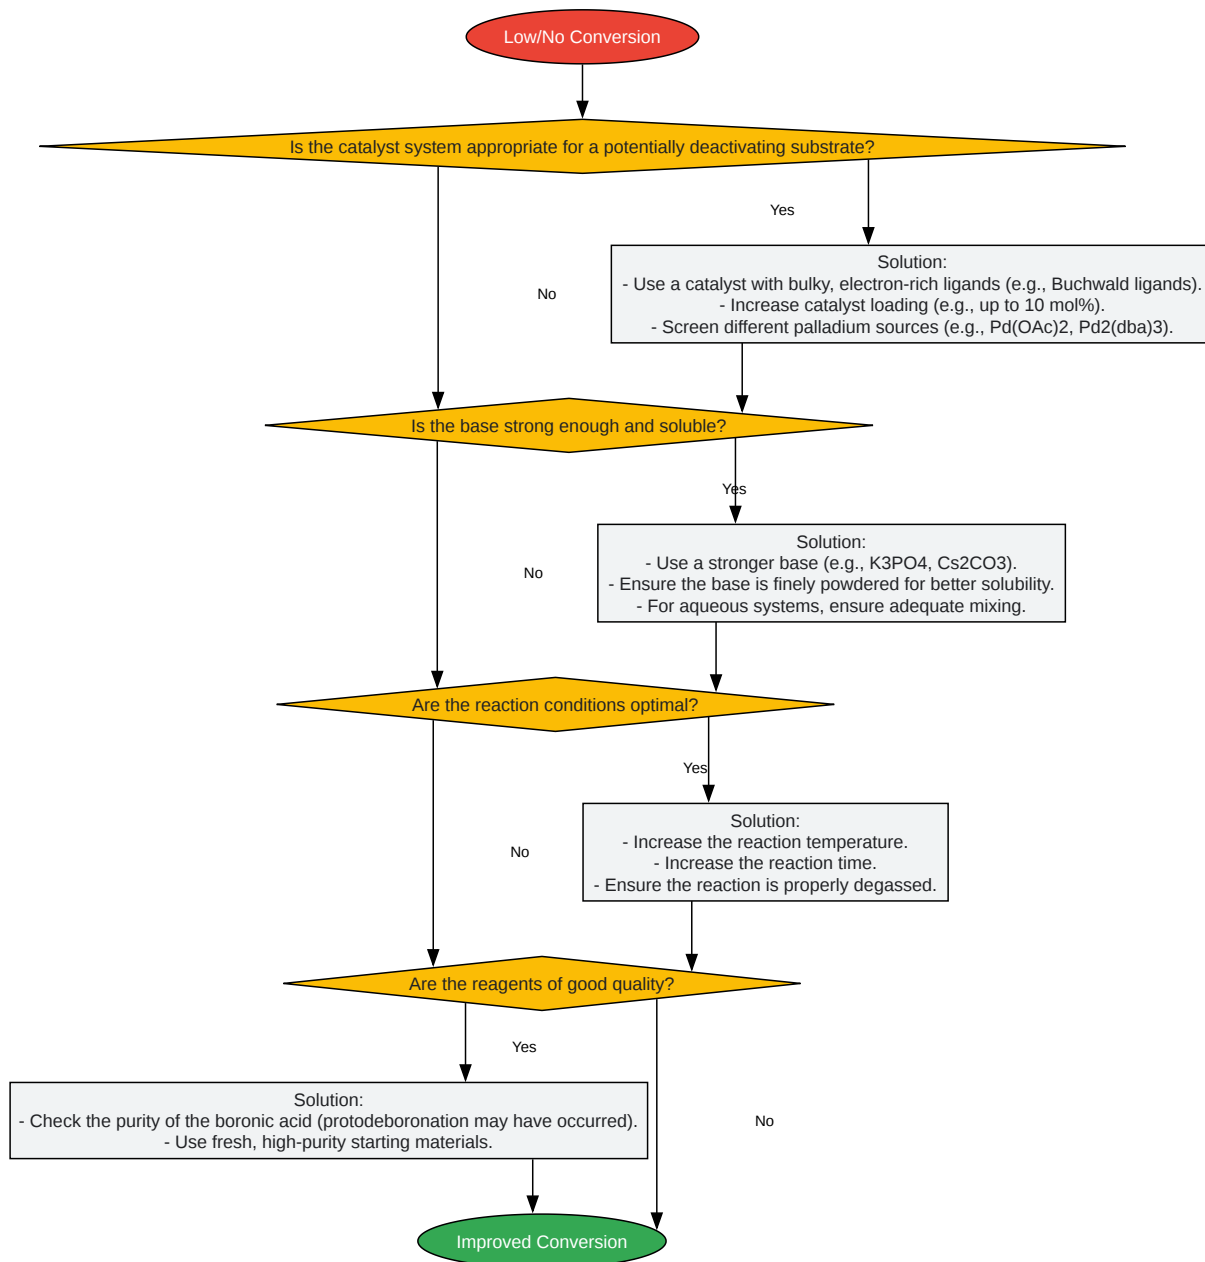 Low/No Conversion
Is the catalyst system appropriate for a potentially deactivating substrate?
Yes
Solution:
- Use a catalyst with bulky, electron-rich ligands (e.g., Buchwald ligands).
- Increase catalyst loading (e.g., up to 10 mol%).
- Screen different palladium sources (e.g., Pd(OAc)2, Pd2(dba)3).
No
Is the base strong enough and soluble?
Yes
Solution:
- Use a stronger base (e.g., K3PO4, Cs2CO3).
- Ensure the base is finely powdered for better solubility.
- For aqueous systems, ensure adequate mixing.
No
Are the reaction conditions optimal?
Yes
Solution:
- Increase the reaction temperature.
- Increase the reaction time.
- Ensure the reaction is properly degassed.
No
Are the reagents of good quality?
Yes
Solution:
- Check the purity of the boronic acid (protodeboronation may have occurred).
- Use fresh, high-purity starting materials.
No
Improved Conversion